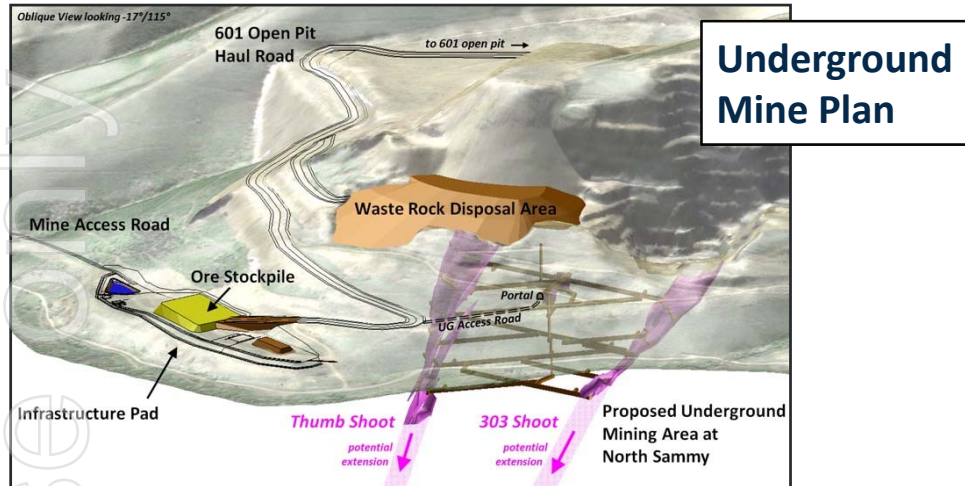 Oblique View looking -17°/115°
601 Open Pit
Haul Road
to 601 open pit
Underground
Mine Plan
Waste Rock Disposal Area
Mine Access Road
Ore Stockpile
Portal
UG Access Road
Infrastructure Pad
Thumb Shoot
potential
extension
303 Shoot
potential
extension
Proposed Underground
Mining Area at
North Sammy
se only